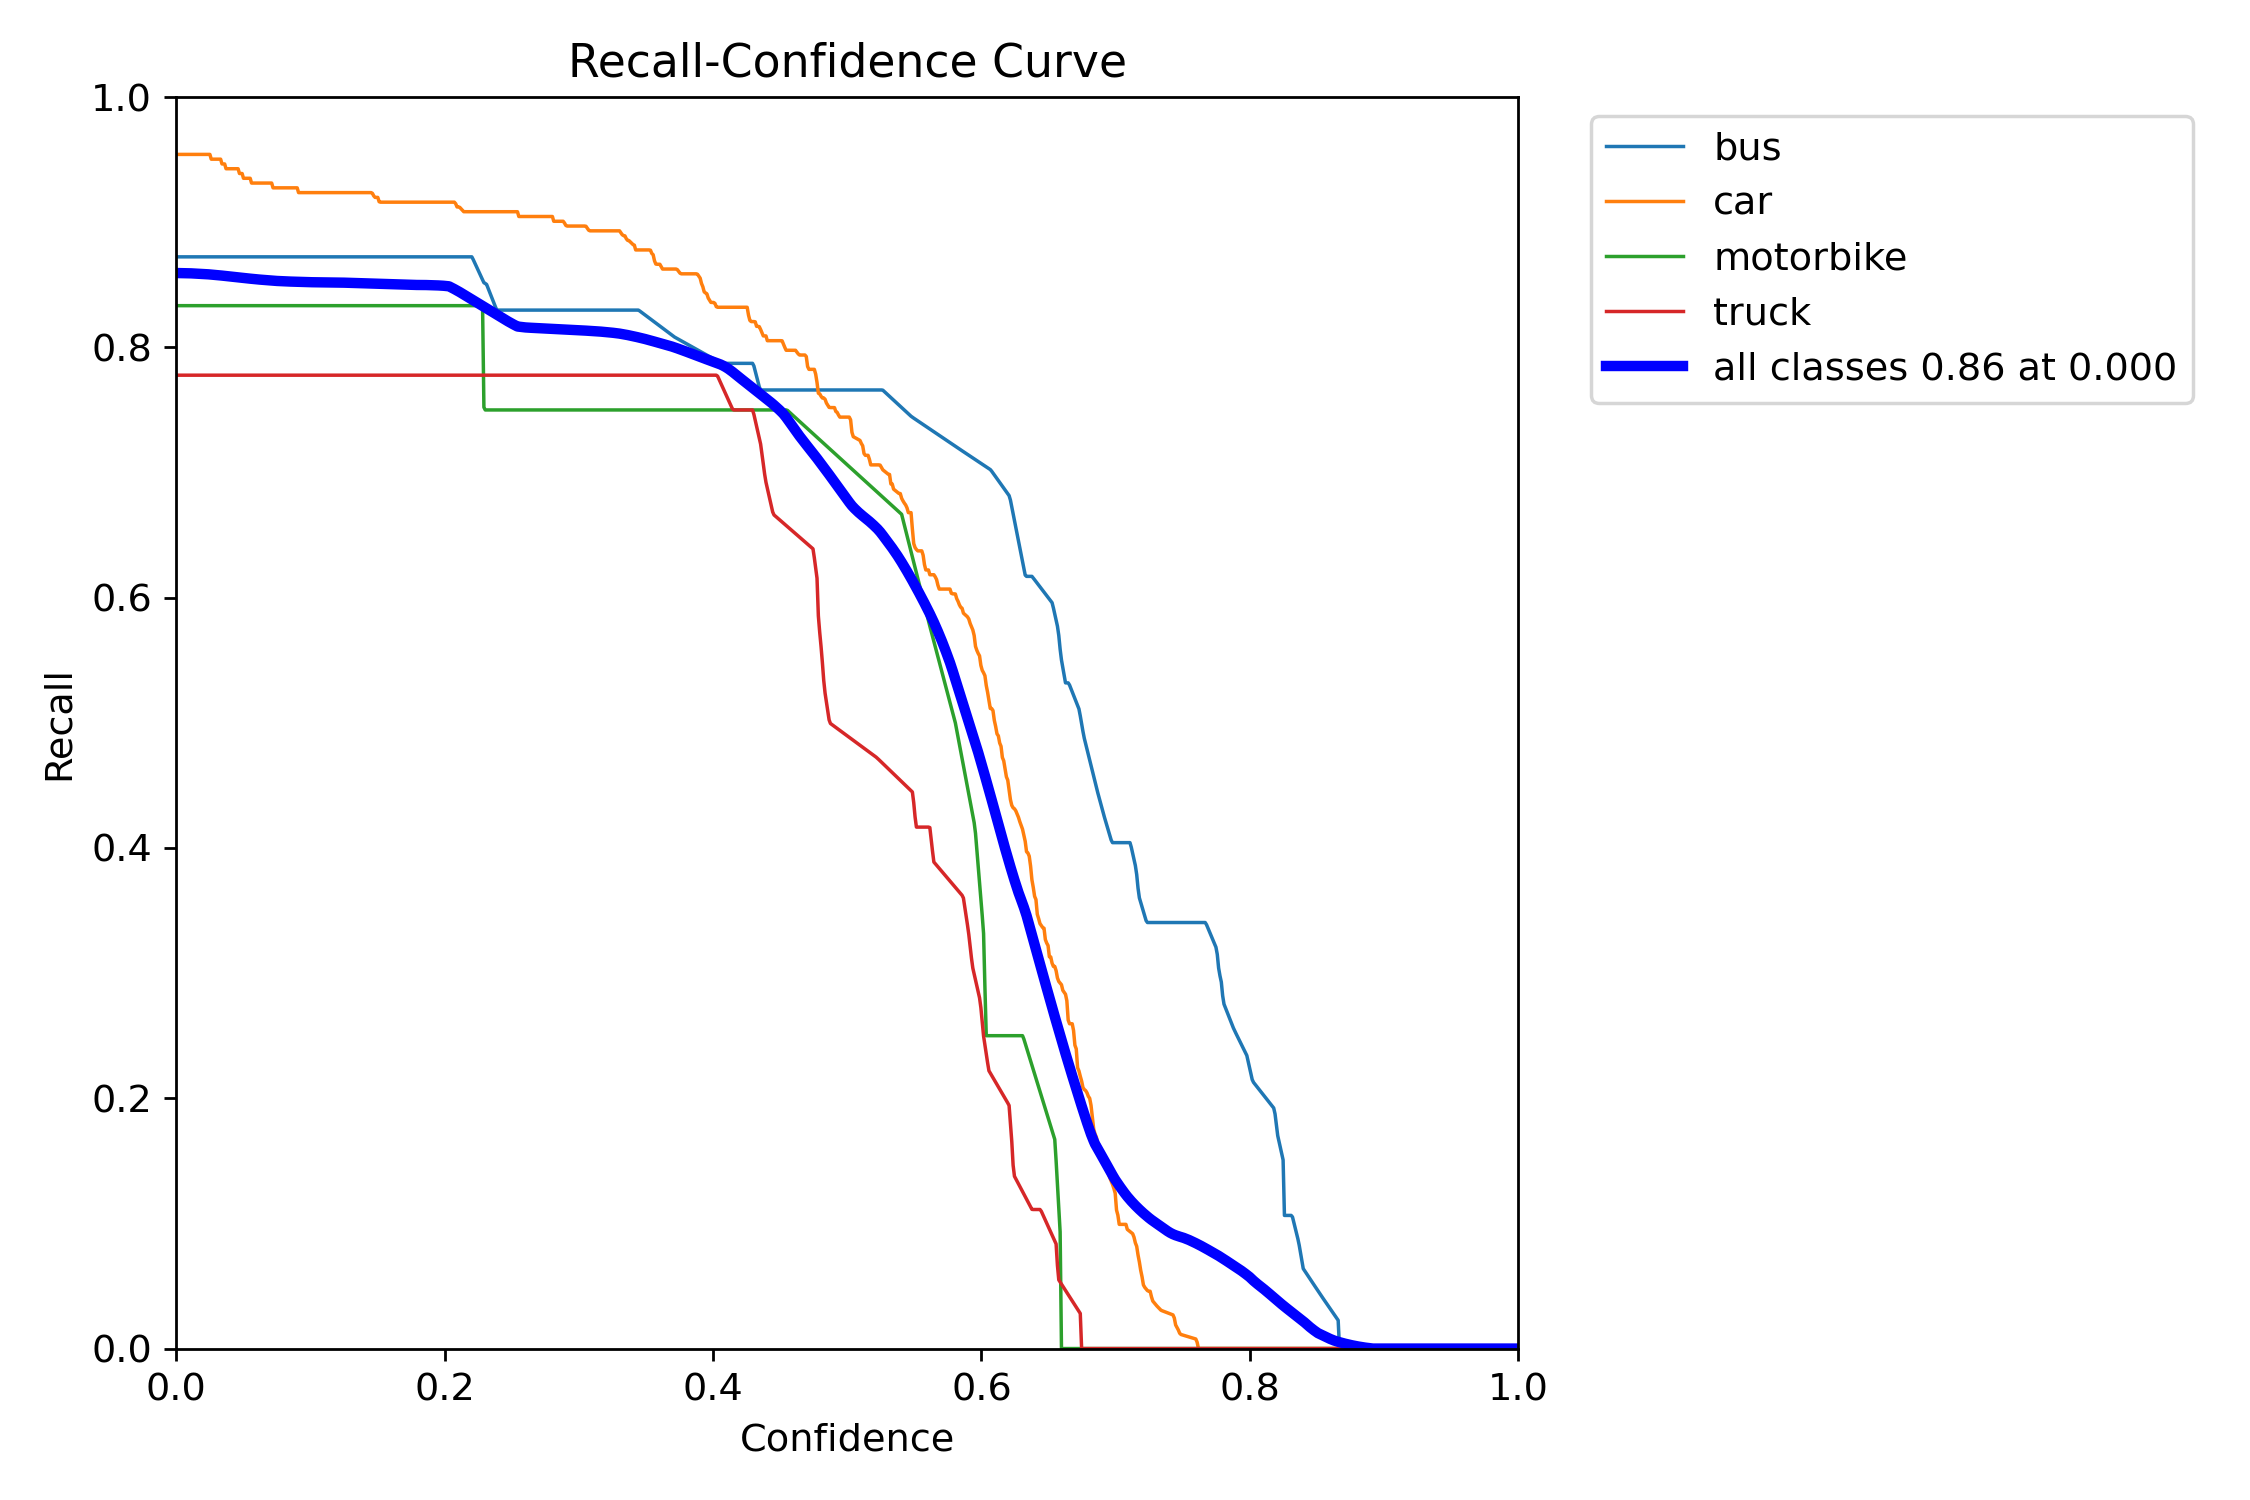 Recall-Confidence Curve
1.0
0.8
0.6
0.4
0.2
0.0
Recall
0.0 0.2 0.4 0.6 0.8 1.0
Confidence
bus
car
motorbike
truck
all classes 0.86 at 0.000